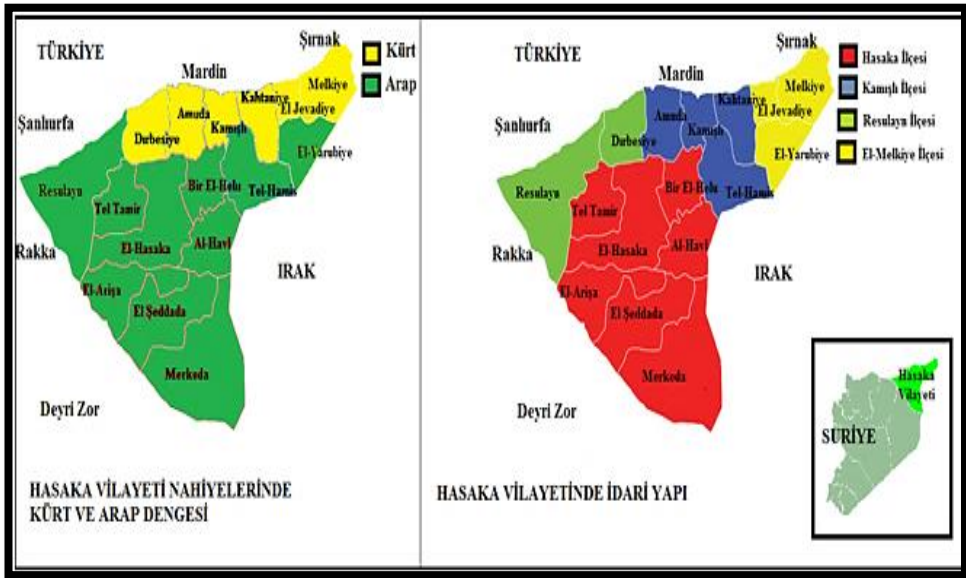 TÜRKİYE
Şırnak
Kürt
Arap
Mardin
Melkiye
Kahtaniye
El Jevadiye
Amuda
Kamışlı
Şanlıurfa
Dırbesiye
El-Yarubiye
Resulayn
Bir El-Helu
Tel-Hamis
Tel Tamir
Rakka
El-Hasaka
Al-Havl
IRAK
El-Arişa
El Şeddada
Merkeda
Deyri Zor
HASAKA VİLAYETİ NAHİYELERİNDE
KÜRT VE ARAP DENGESİ
TÜRKİYE
Şırnak
Hasaka İlçesi
Kamışlı İlçesi
Resulayn İlçesi
El-Melkiye İlçesi
Mardin
Melkiye
Kahtaniye
El Jevadiye
Amuda
Kamışlı
Şanlıurfa
Dırbesiye
El-Yarubiye
Resulayn
Bir El-Helu
Tel-Hamis
Tel Tamir
Rakka
El-Hasaka
Al-Havl
IRAK
El-Arişa
El Şeddada
Merkeda
Deyri Zor
HASAKA VİLAYETİNDE İDARİ YAPI
Hasaka
Vilayeti
SURİYE